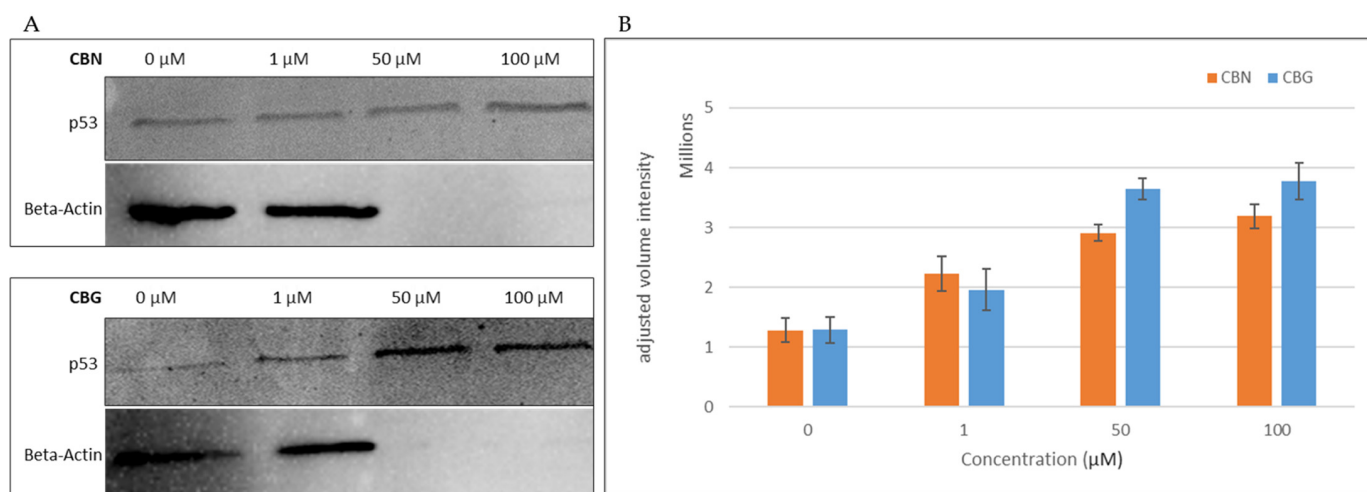 A
CBN 0 µM 1 µM 50 µM 100 µM
p53
Beta-Actin
CBG 0 µM 1 µM 50 µM 100 µM
p53
Beta-Actin
B
CBN CBG
adjusted volume intensity
Millions
5
4
3
2
1
0
0 1 50 100
Concentration (µM)